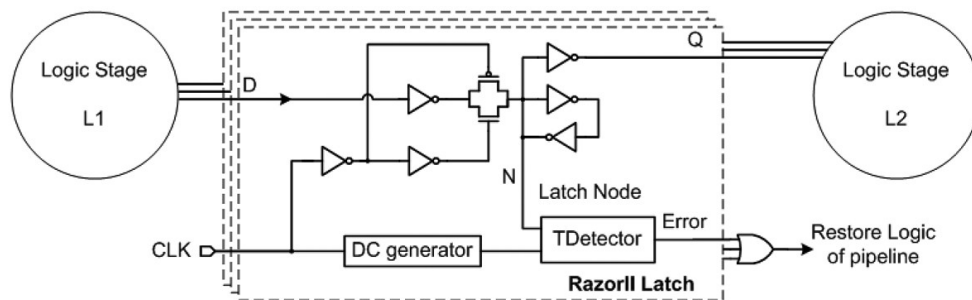 Logic Stage
L1
D
Q
Logic Stage
L2
N
Latch Node
CLK
DC generator
TDetector
Error
Restore Logic
of pipeline
RazorII Latch